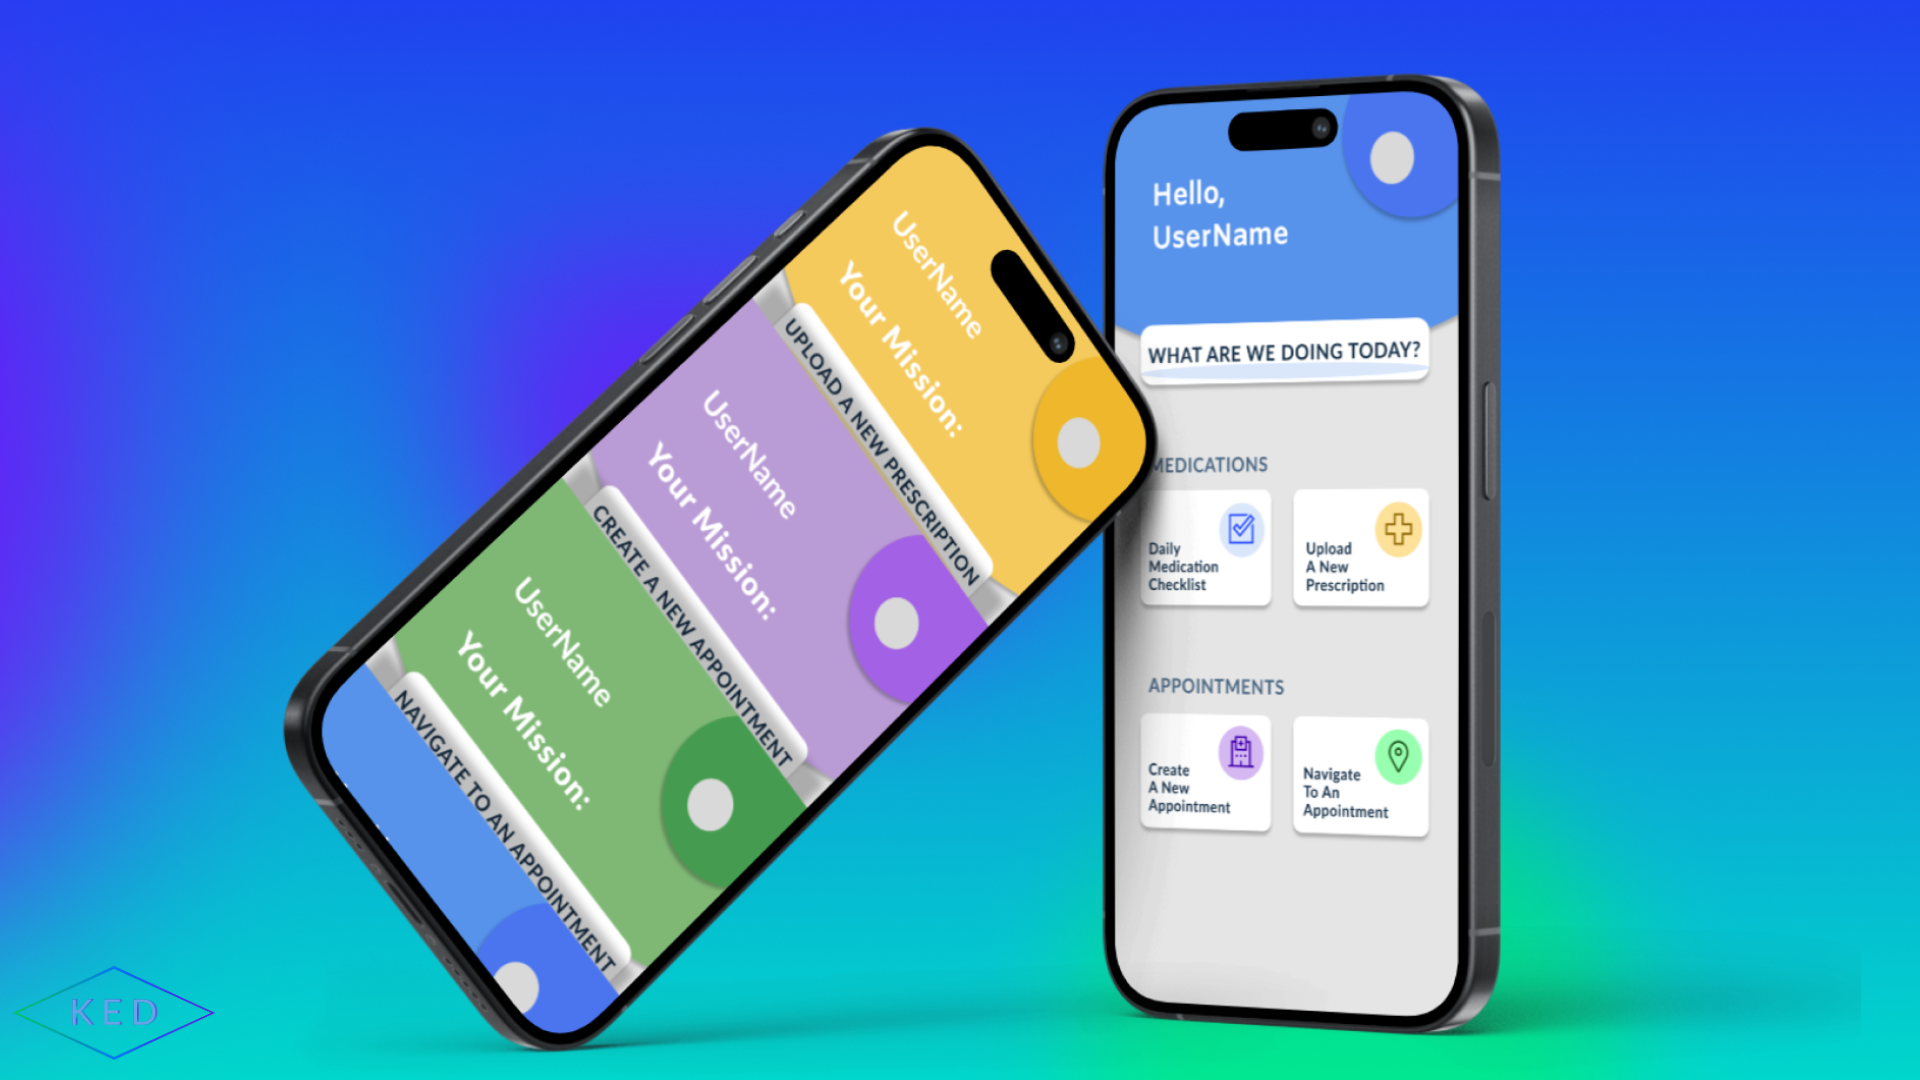 UserName
Your Mission:
UPLOAD A NEW PRESCRIPTION
UserName
Your Mission:
CREATE A NEW APPOINTMENT
UserName
Your Mission:
NAVIGATE TO AN APPOINTMENT
Hello,
UserName
WHAT ARE WE DOING TODAY?
MEDICATIONS
Daily
Medication
Checklist
Upload
A New
Prescription
APPOINTMENTS
Create
A New
Appointment
Navigate
To An
Appointment
KED